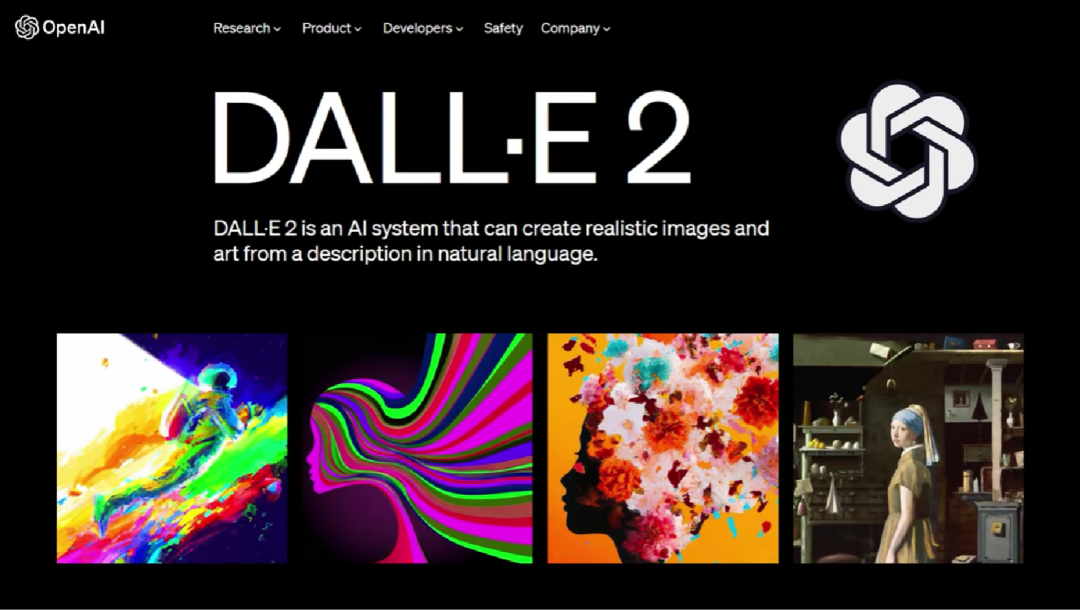 OpenAI
Research Product Developers Safety Company
DALL·E 2
DALL·E 2 is an AI system that can create realistic images and
art from a description in natural language.